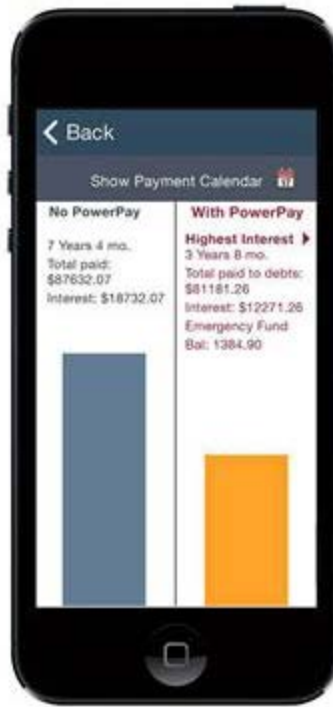 Back
Show Payment Calendar
No PowerPay
7 Years 4 mo.
Total paid:
$87632.07
Interest: $18732.07
With PowerPay
Highest Interest
3 Years 8 mo.
Total paid to debts:
$81181.26
Interest: $12271.26
Emergency Fund
Bal: 1384.90